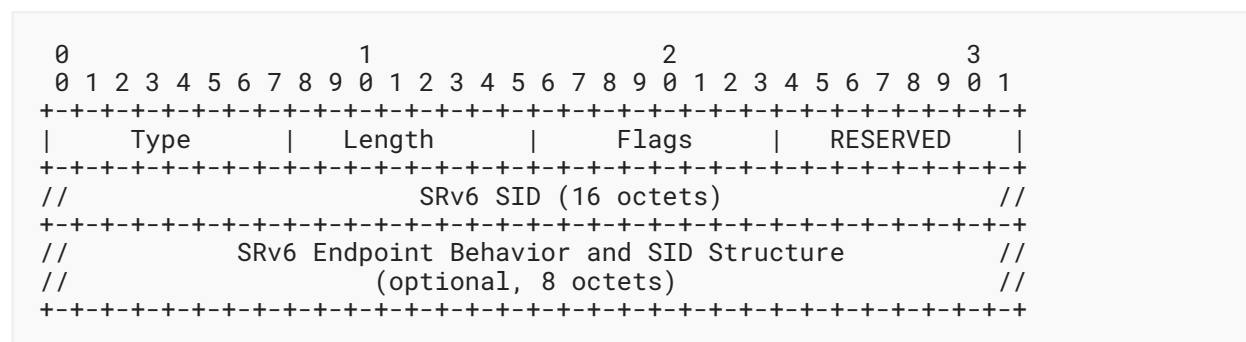 0                   1                   2                   3
 0 1 2 3 4 5 6 7 8 9 0 1 2 3 4 5 6 7 8 9 0 1 2 3 4 5 6 7 8 9 0 1
+-+-+-+-+-+-+-+-+-+-+-+-+-+-+-+-+-+-+-+-+-+-+-+-+-+-+-+-+-+-+-+-+
|     Type      |   Length      |     Flags     |   RESERVED    |
+-+-+-+-+-+-+-+-+-+-+-+-+-+-+-+-+-+-+-+-+-+-+-+-+-+-+-+-+-+-+-+-+
//                       SRv6 SID (16 octets)                  //
+-+-+-+-+-+-+-+-+-+-+-+-+-+-+-+-+-+-+-+-+-+-+-+-+-+-+-+-+-+-+-+-+
//           SRv6 Endpoint Behavior and SID Structure          //
//                    (optional, 8 octets)                     //
+-+-+-+-+-+-+-+-+-+-+-+-+-+-+-+-+-+-+-+-+-+-+-+-+-+-+-+-+-+-+-+-+